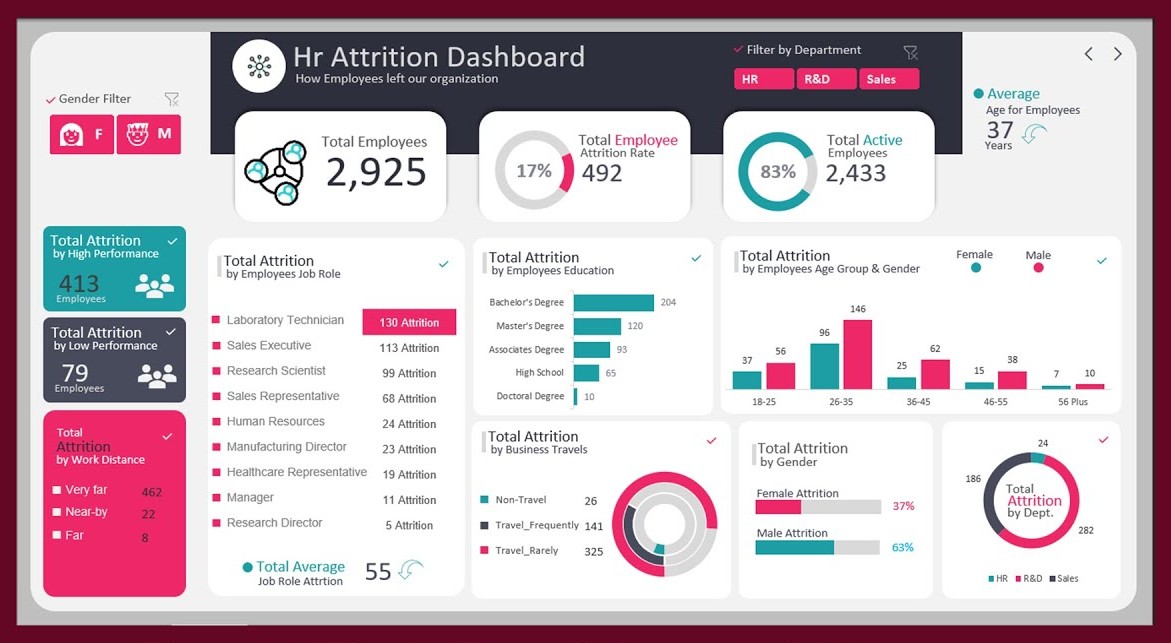 Hr Attrition Dashboard
How Employees left our organization
Filter by Department
HR
R&D
Sales
Gender Filter
F
M
Average
Age for Employees
37
Years
Total Employees
2,925
17%
Total Employee
Attrition Rate
492
83%
Total Active
Employees
2,433
Total Attrition
by High Performance
413
Employees
Total Attrition
by Low Performance
79
Employees
Total
Attrition
by Work Distance
Very far 462
Near-by 22
Far 8
Total Attrition
by Employees Job Role
Laboratory Technician 130 Attrition
Sales Executive 113 Attrition
Research Scientist 99 Attrition
Sales Representative 68 Attrition
Human Resources 24 Attrition
Manufacturing Director 23 Attrition
Healthcare Representative 19 Attrition
Manager 11 Attrition
Research Director 5 Attrition
Total Average
Job Role Attrtion
55
Total Attrition
by Employees Education
Bachelor's Degree 204
Master's Degree 120
Associates Degree 93
High School 65
Doctoral Degree 10
Total Attrition
by Employees Age Group & Gender
Female
Male
37 56 96 146 25 62 15 38 7 10
18-25 26-35 36-45 46-55 56 Plus
Total Attrition
by Business Travels
Non-Travel 26
Travel_Frequently 141
Travel_Rarely 325
Total Attrition
by Gender
Female Attrition
37%
Male Attrition
63%
24
186
282
Total
Attrition
by Dept.
HR R&D Sales